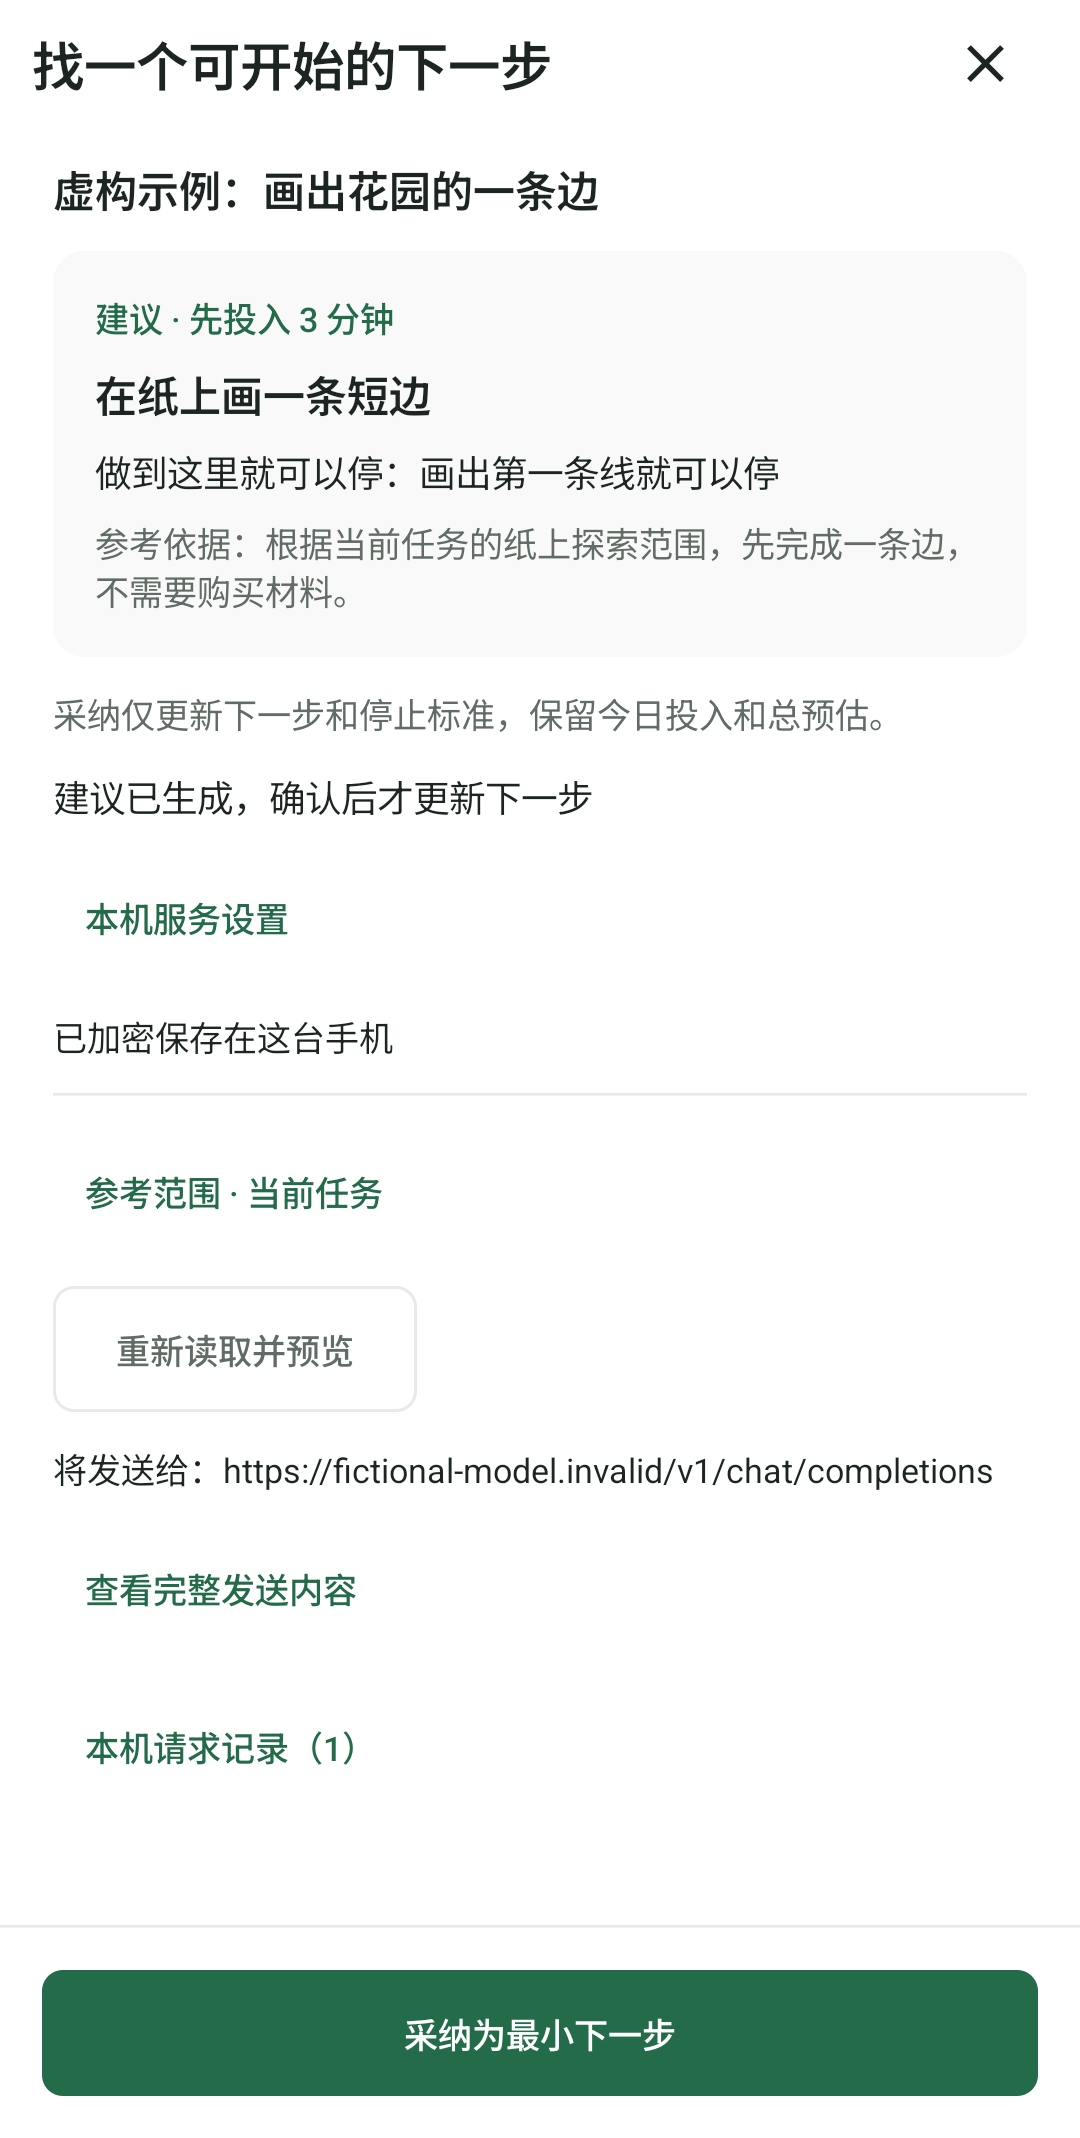 找一个可开始的下一步
虚构示例：画出花园的一条边
建议 · 先投入 3 分钟
在纸上画一条短边
做到这里就可以停：画出第一条线就可以停
参考依据：根据当前任务的纸上探索范围，先完成一条边，
不需要购买材料。
采纳仅更新下一步和停止标准，保留今日投入和总预估。
建议已生成，确认后才更新下一步
本机服务设置
已加密保存在这台手机
参考范围 · 当前任务
重新读取并预览
将发送给：https://fictional-model.invalid/v1/chat/completions
查看完整发送内容
本机请求记录（1）
采纳为最小下一步